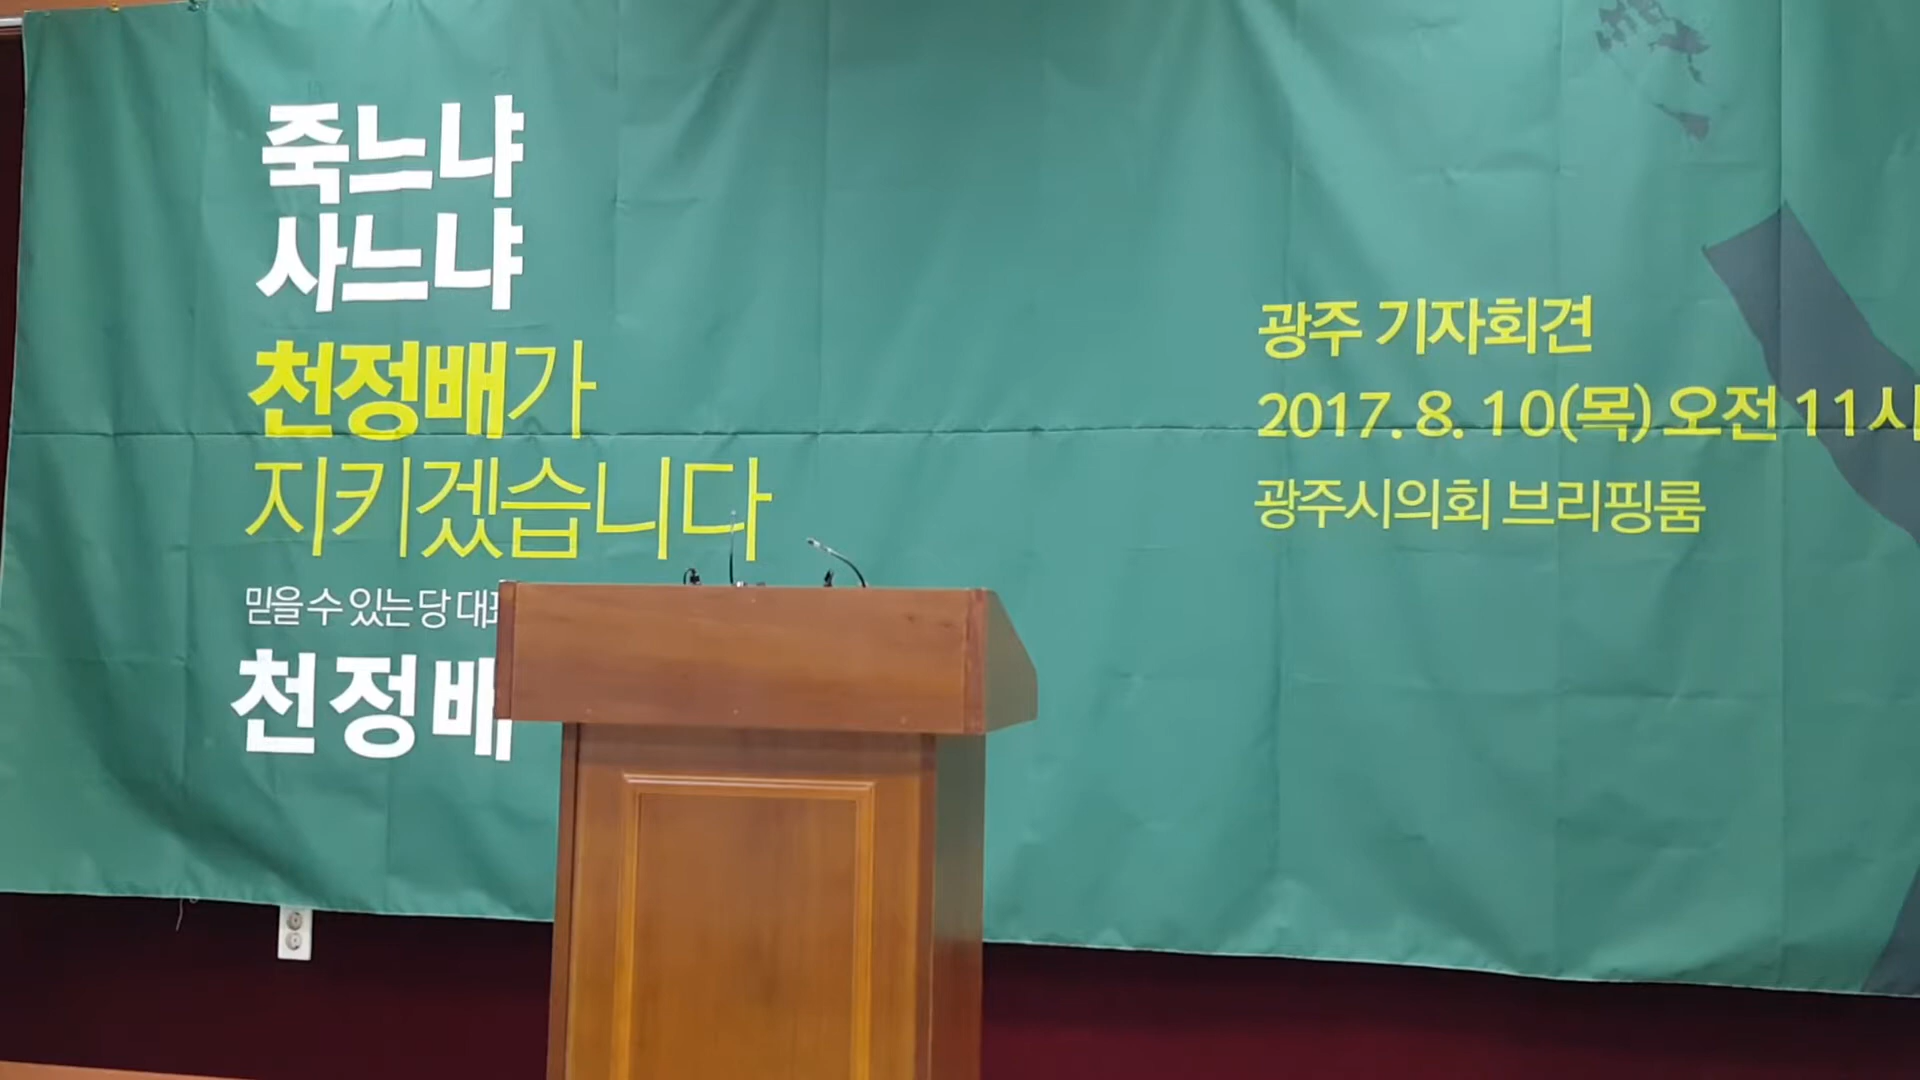 죽느냐
사느냐
천정배가
지키겠습니다
믿을 수 있는 당 대표
천정배
광주 기자회견
2017. 8. 10(목) 오전 11시
광주시의회 브리핑룸